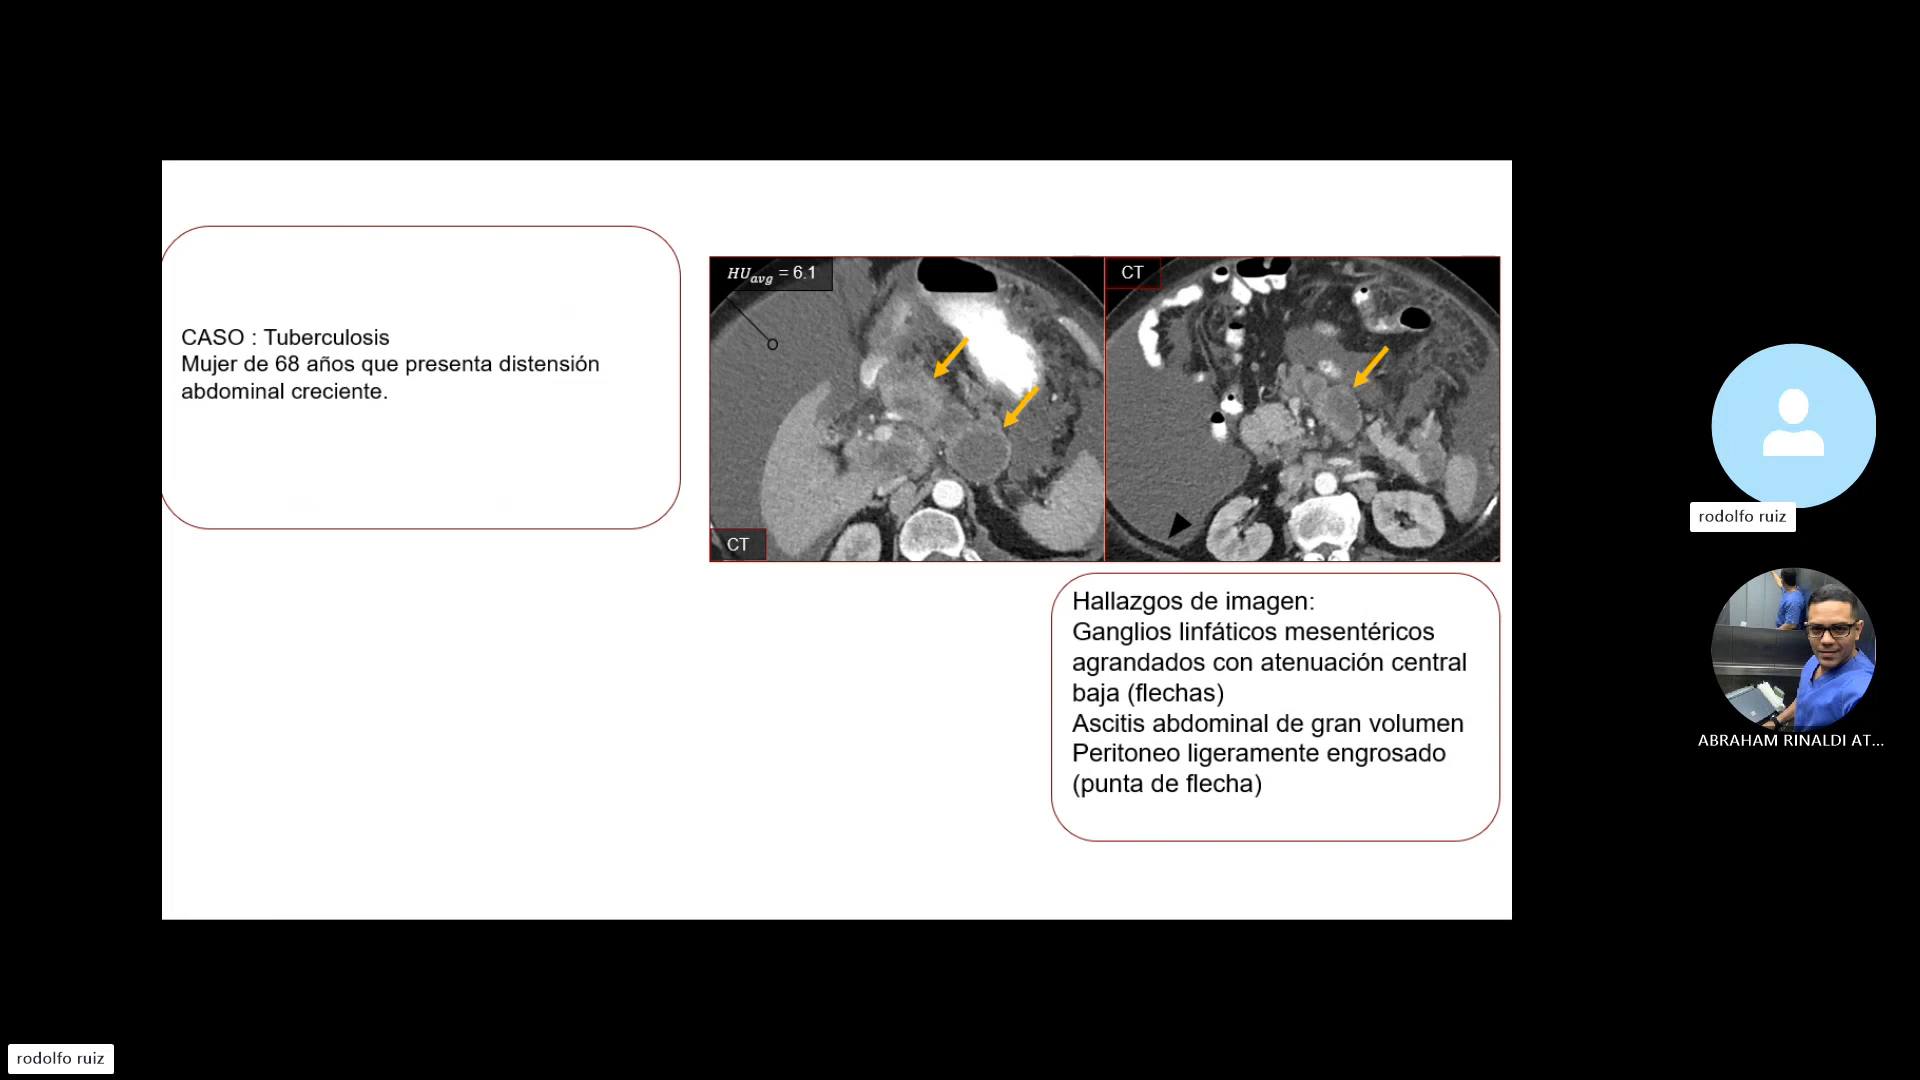 CASO : Tuberculosis
Mujer de 68 años que presenta distensión
abdominal creciente.
HUavg = 6.1
CT
CT
Hallazgos de imagen:
Ganglios linfáticos mesentéricos
agrandados con atenuación central
baja (flechas)
Ascitis abdominal de gran volumen
Peritoneo ligeramente engrosado
(punta de flecha)
rodolfo ruiz
ABRAHAM RINALDI AT...
rodolfo ruiz